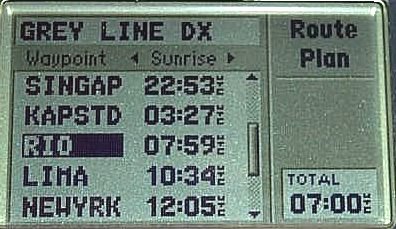 GREY LINE DX
Waypoint ◄ Sunrise ►
SINGAP 22:53
KAPSTD 03:27
RIO 07:59
LIMA 10:34
NEWYRK 12:05
Route
Plan
TOTAL
07:00